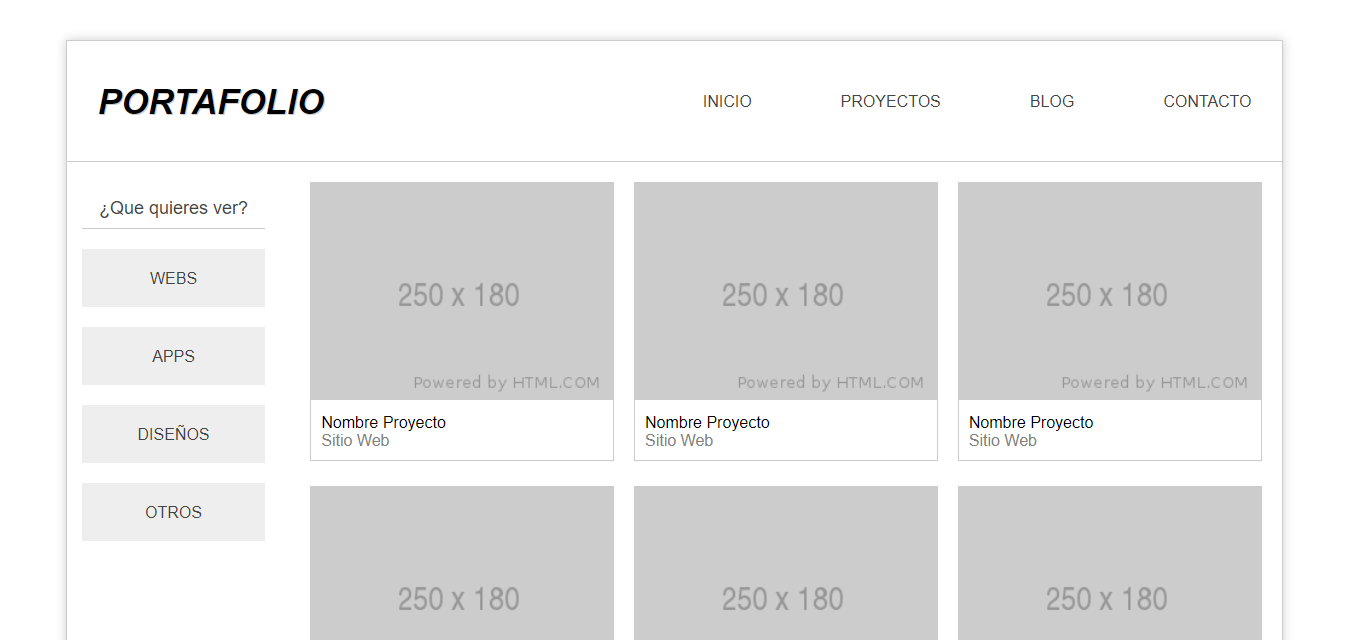 PORTAFOLIO
INICIO PROYECTOS BLOG CONTACTO
¿Que quieres ver?
WEBS
APPS
DISEÑOS
OTROS
250 x 180
Powered by HTML.COM
Nombre Proyecto
Sitio Web
250 x 180
Powered by HTML.COM
Nombre Proyecto
Sitio Web
250 x 180
Powered by HTML.COM
Nombre Proyecto
Sitio Web
250 x 180
250 x 180
250 x 180